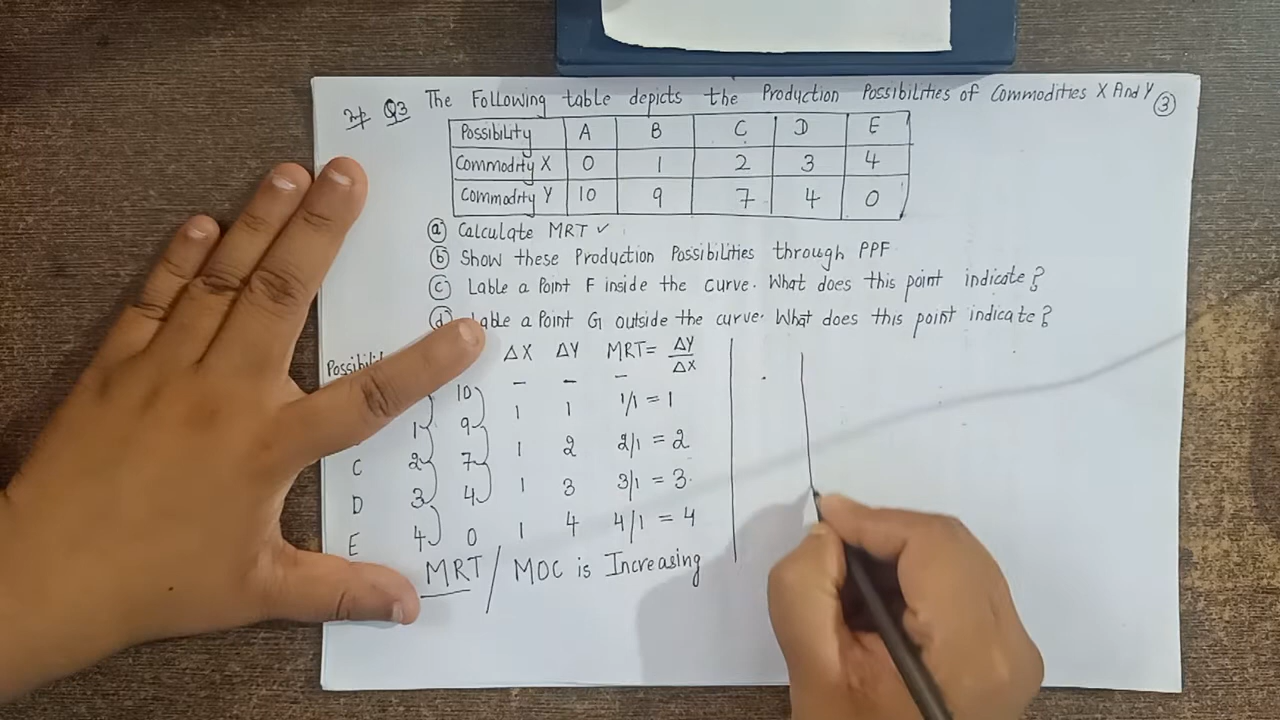 Imp Q3 The Following table depicts the Production Possibilities of Commodities X And Y ③
Possibility A B C D E
Commodity X 0 1 2 3 4
Commodity Y 10 9 7 4 0
ⓐ Calculate MRT ✓
ⓑ Show these Production Possibilities through PPF
ⓒ Lable a Point F inside the curve. What does this point indicate?
ⓓ Lable a Point G outside the curve. What does this point indicate?
ΔX ΔY MRT= ΔY/ΔX
10 – – –
1 9 1 1 1/1 = 1
C 2 7 1 2 2/1 = 2
D 3 4 1 3 3/1 = 3
E 4 0 1 4 4/1 = 4
MRT / MOC is Increasing